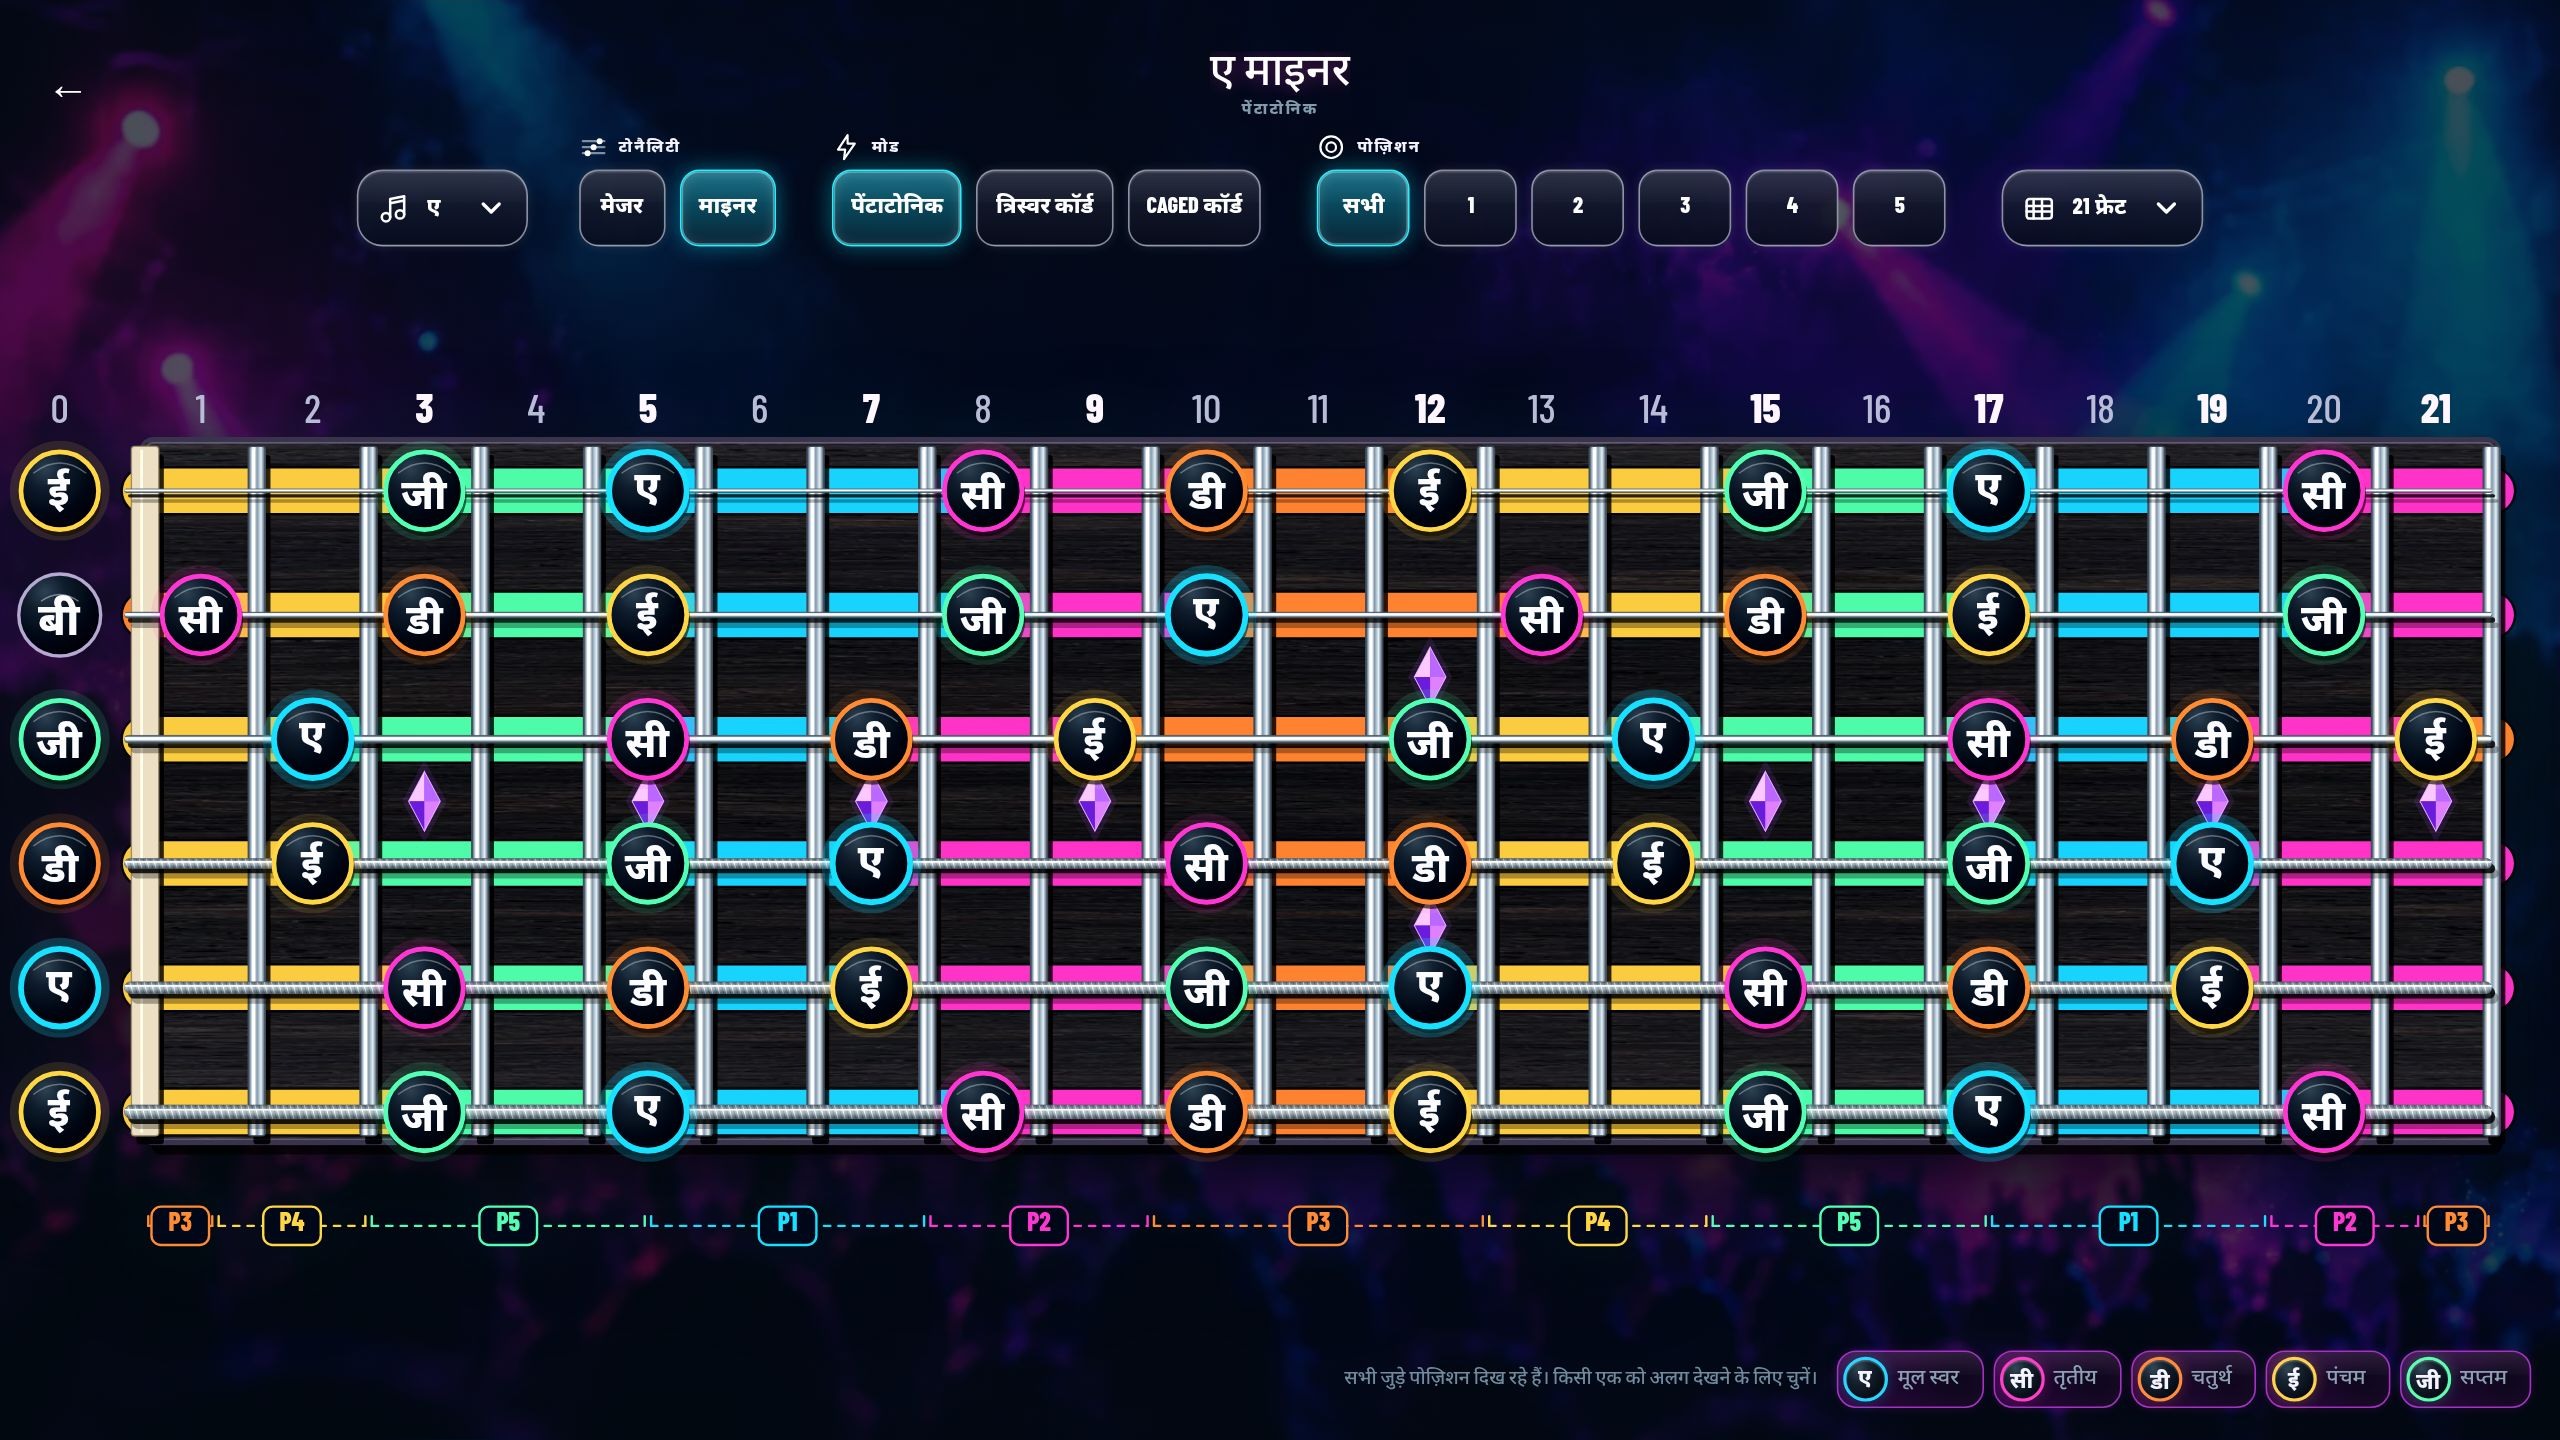 ←
ए माइनर
पेंटाटोनिक
टोनैलिटी मोड पोज़िशन
ए मेजर माइनर पेंटाटोनिक त्रिस्वर कॉर्ड CAGED कॉर्ड सभी 1 2 3 4 5 21 फ्रेट
0 1 2 3 4 5 6 7 8 9 10 11 12 13 14 15 16 17 18 19 20 21
ई जी ए सी डी ई जी ए सी
बी सी डी ई जी ए सी डी ई जी
जी ए सी डी ई जी ए सी डी ई
डी ई जी ए सी डी ई जी ए
ए सी डी ई जी ए सी डी ई
ई जी ए सी डी ई जी ए सी
P3 P4 P5 P1 P2 P3 P4 P5 P1 P2 P3
सभी जुड़े पोज़िशन दिख रहे हैं। किसी एक को अलग देखने के लिए चुनें। ए मूल स्वर सी तृतीय डी चतुर्थ ई पंचम जी सप्तम